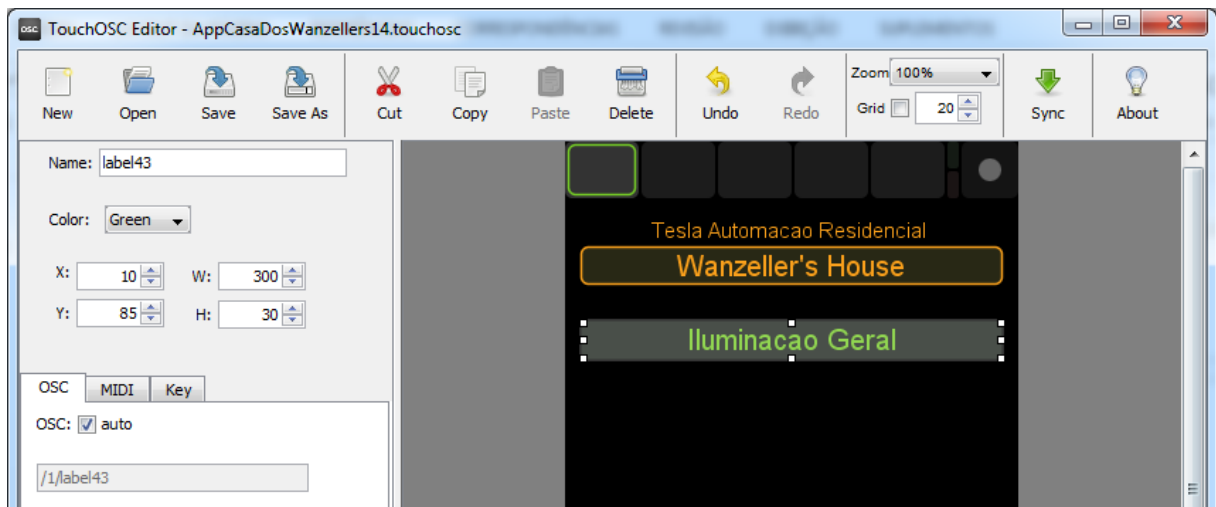 osc TouchOSC Editor - AppCasaDosWanzellers14.touchosc
New Open Save Save As Cut Copy Paste Delete Undo Redo Zoom 100% Grid 20 Sync About
Name: label43
Color: Green
X: 10 W: 300
Y: 85 H: 30
OSC MIDI Key
OSC: auto
/1/label43
Tesla Automacao Residencial
Wanzeller's House
Iluminacao Geral